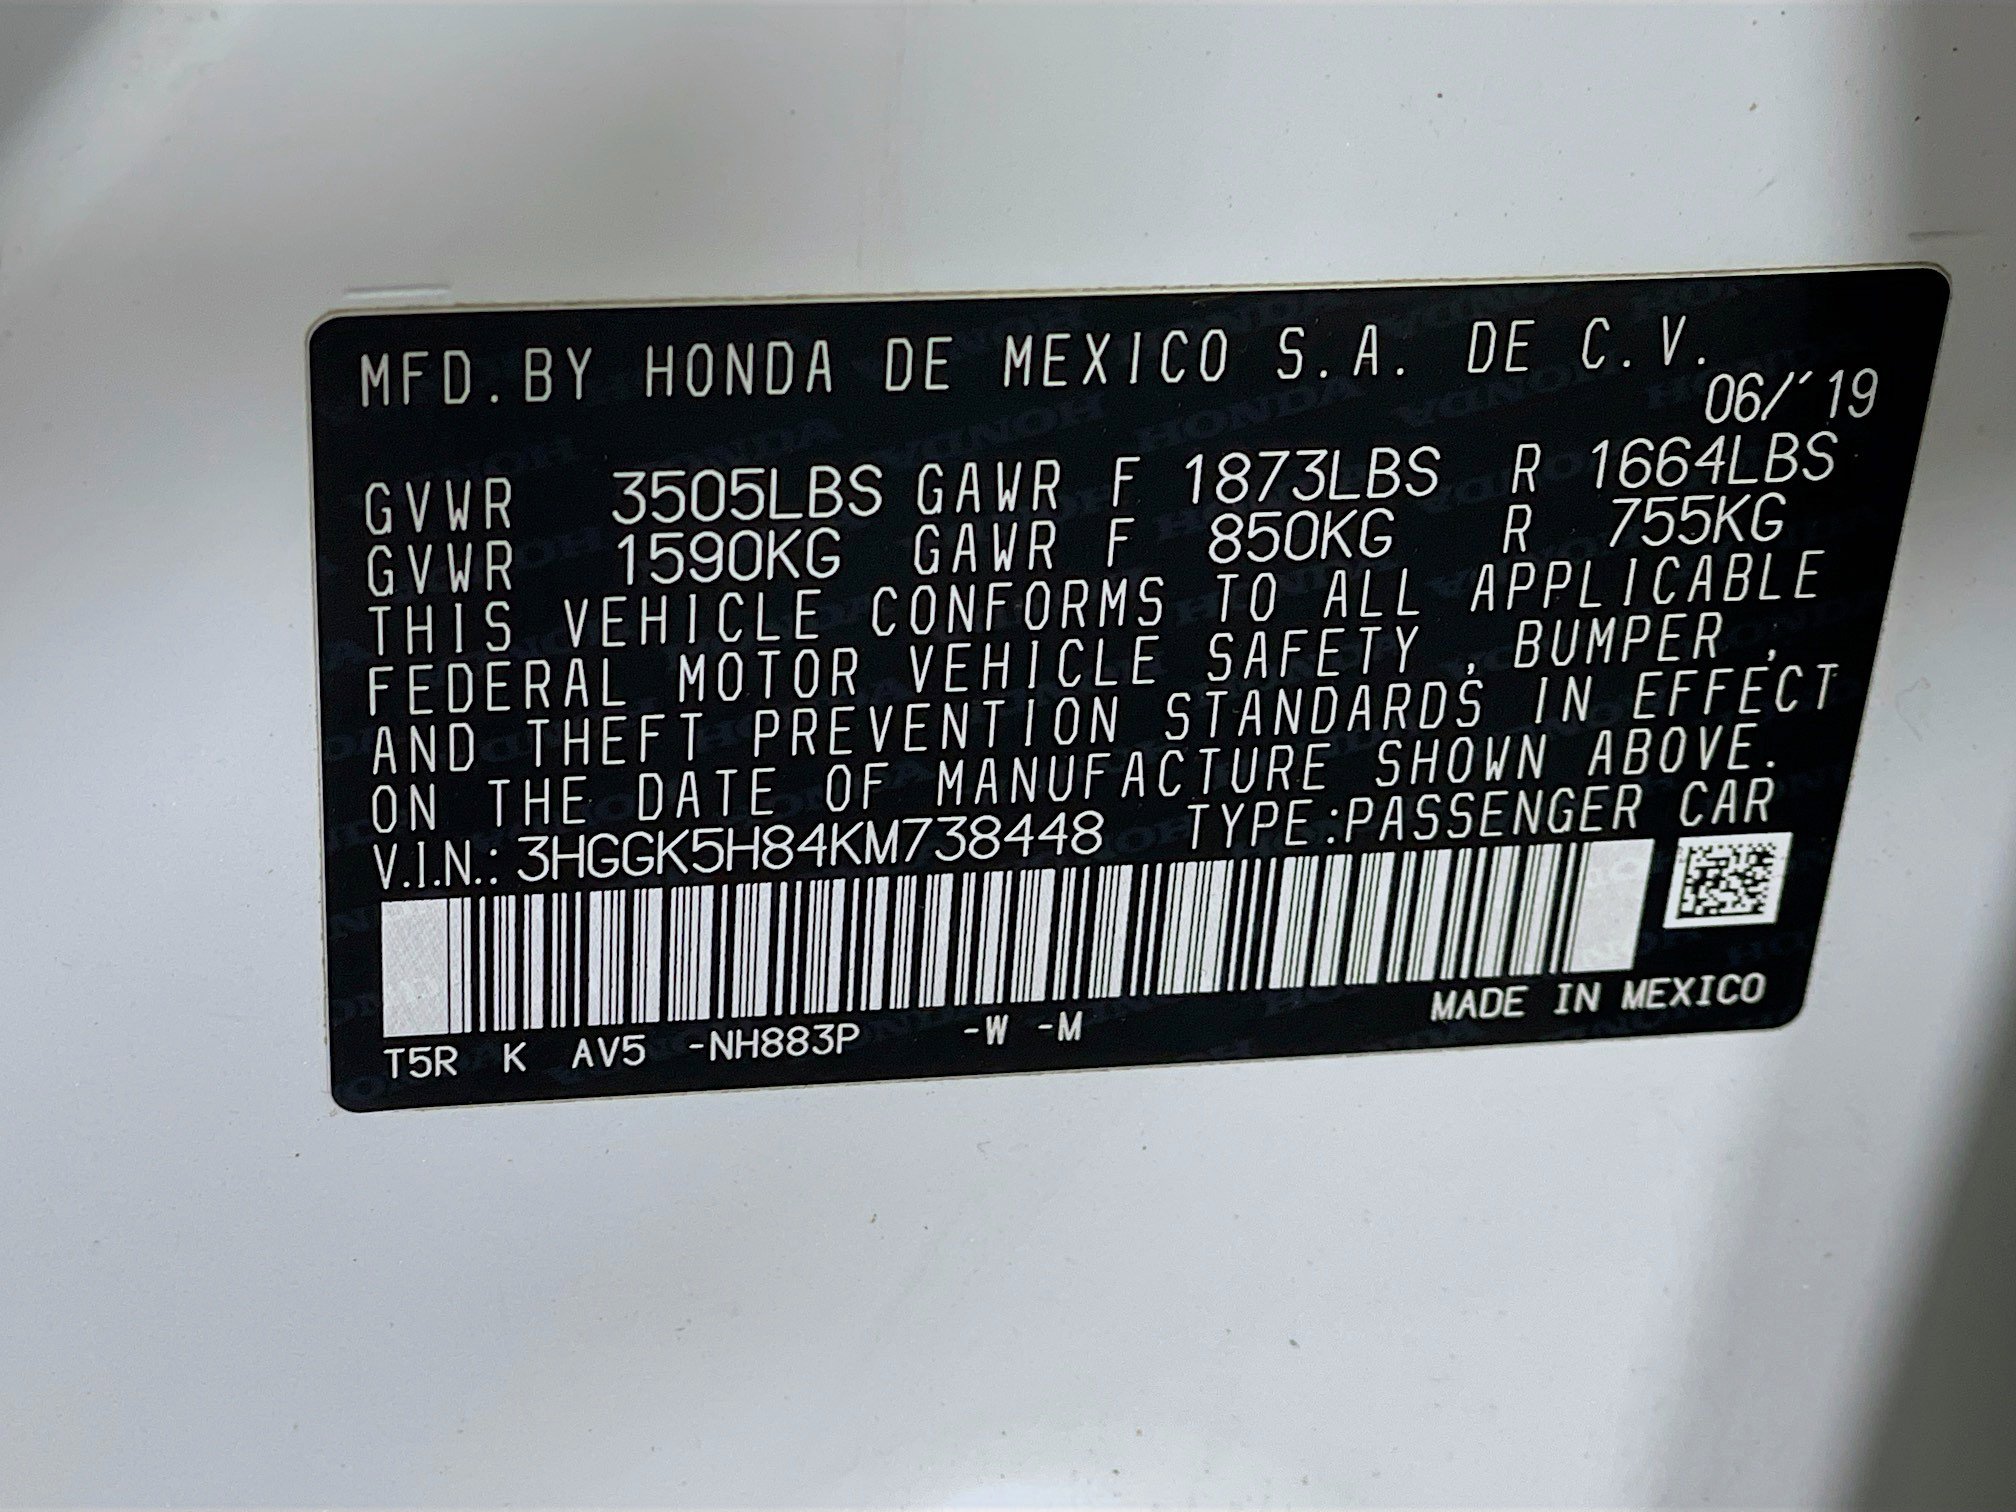 MFD. BY HONDA DE MEXICO S.A. DE C.V.
06/'19
GVWR 3505LBS GAWR F 1873LBS R 1664LBS
GVWR 1590KG GAWR F 850KG R 755KG
THIS VEHICLE CONFORMS TO ALL APPLICABLE
FEDERAL MOTOR VEHICLE SAFETY , BUMPER ,
AND THEFT PREVENTION STANDARDS IN EFFECT
ON THE DATE OF MANUFACTURE SHOWN ABOVE.
V.I.N.: 3HGGK5H84KM738448 TYPE:PASSENGER CAR
T5R K AV5 -NH883P -W -M MADE IN MEXICO